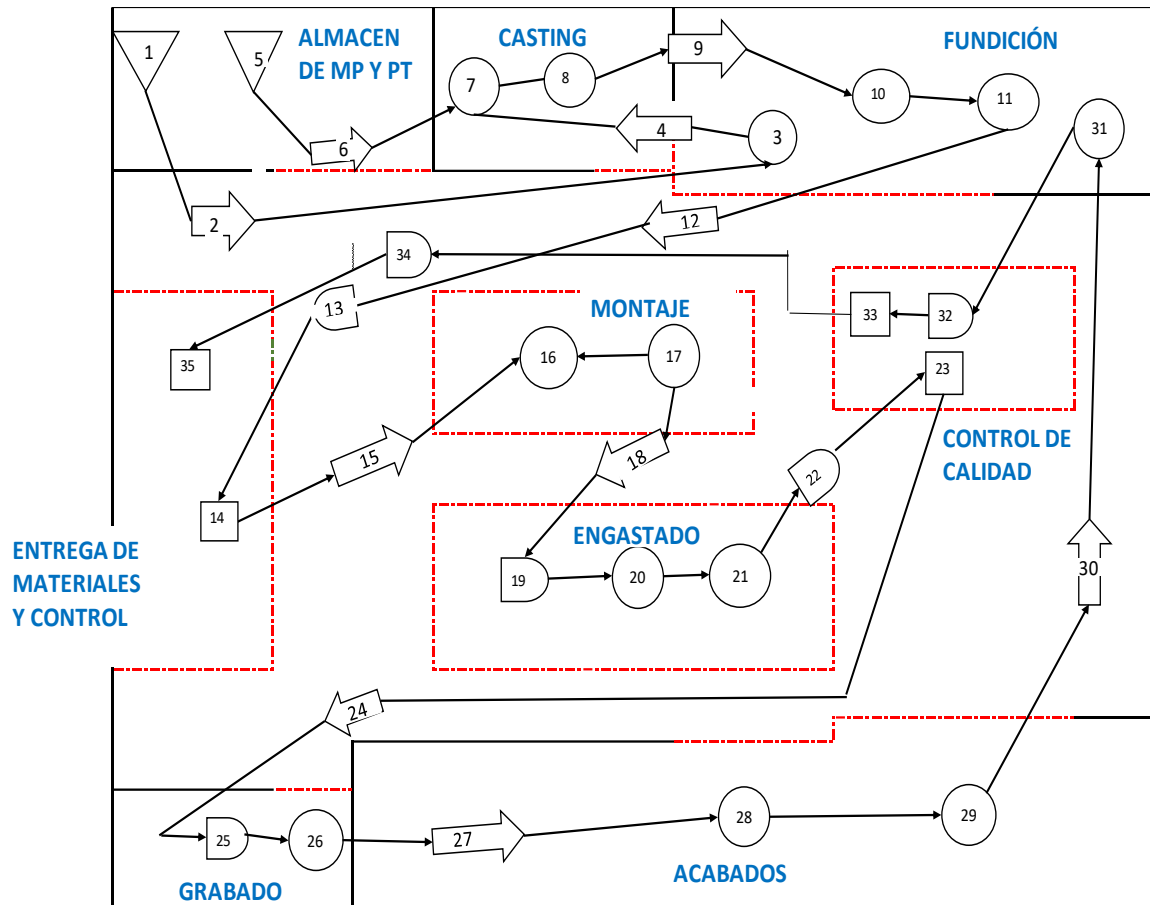 ALMACEN
DE MP Y PT
CASTING
FUNDICIÓN
1
5
9
7
8
10
11
6
4
3
31
2
12
34
13
MONTAJE
33
32
35
16
17
23
15
18
22
CONTROL DE
CALIDAD
14
ENGASTADO
19
20
21
ENTREGA DE
MATERIALES
Y CONTROL
30
24
25
26
27
28
29
GRABADO
ACABADOS